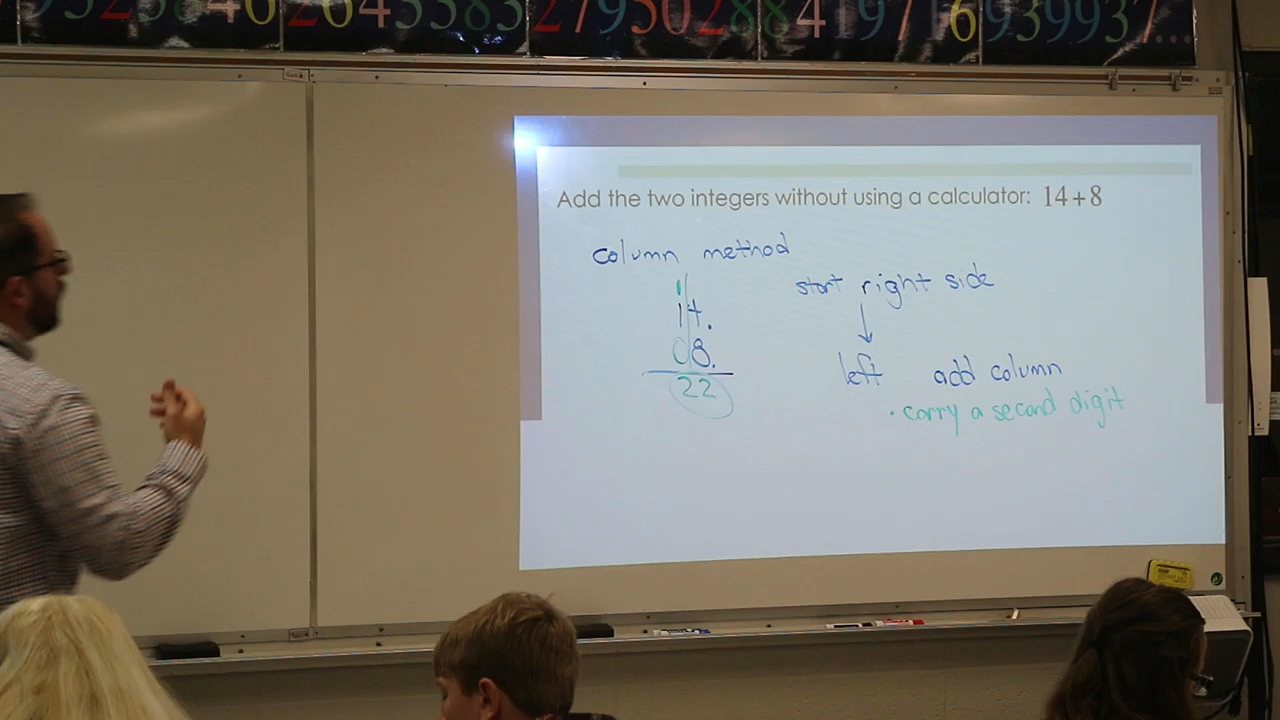 264338327950288419716939937...
Add the two integers without using a calculator: 14+8
column method
start right side
1
14.
08.
left add column
22
· carry a second digit